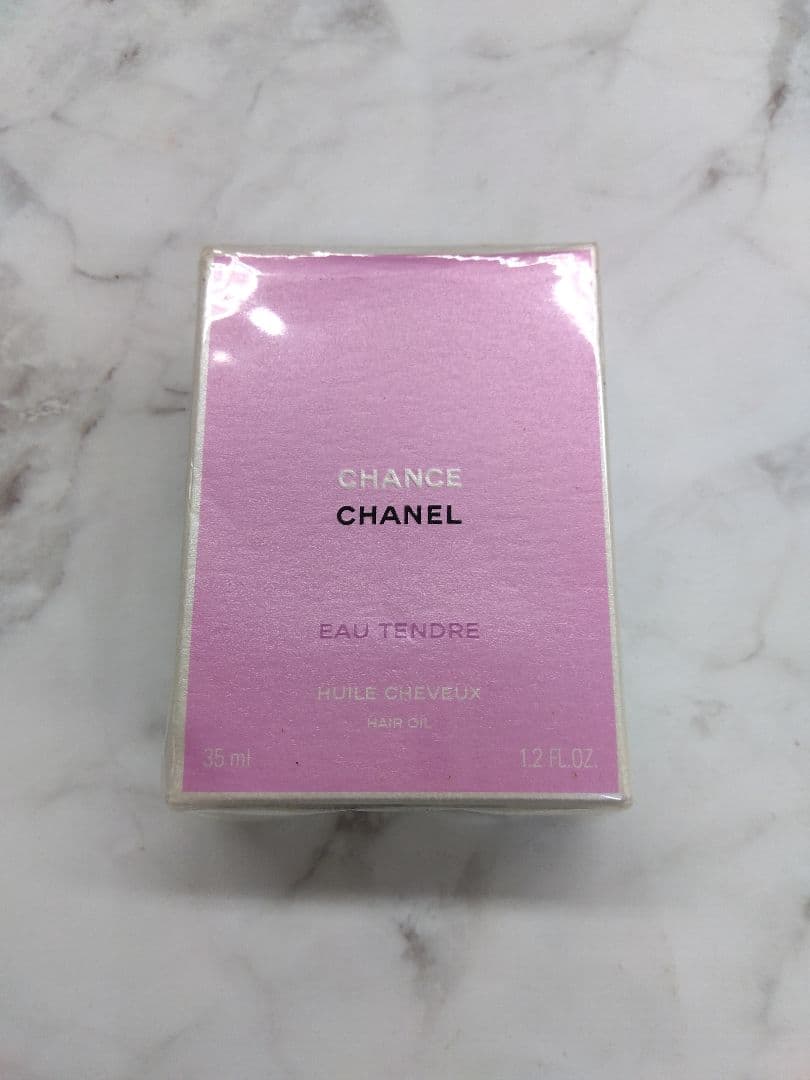 CHANCE
CHANEL
EAU TENDRE
HUILE CHEVEUX
HAIR OIL
35 ml
1.2 FL.OZ.